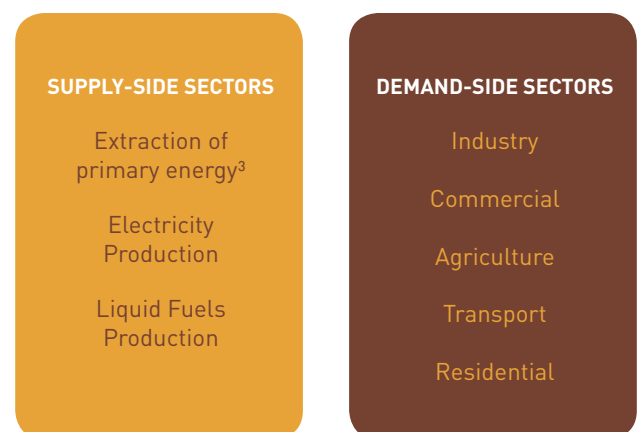 SUPPLY-SIDE SECTORS
Extraction of
primary energy³
Electricity
Production
Liquid Fuels
Production
DEMAND-SIDE SECTORS
Industry
Commercial
Agriculture
Transport
Residential